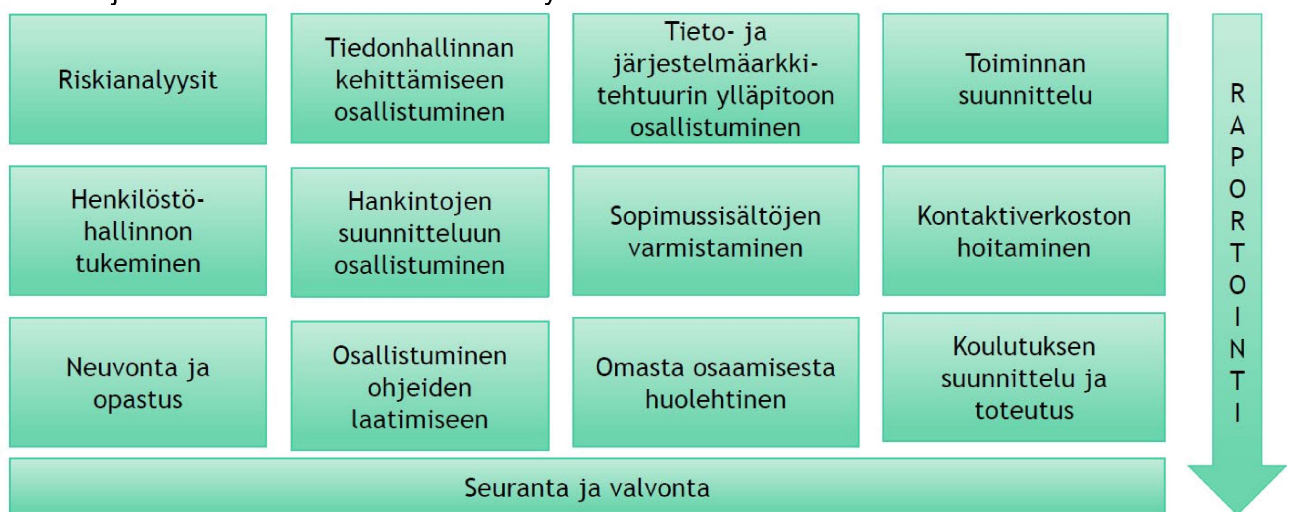 Riskianalyysit
Tiedonhallinnan
kehittämiseen
osallistuminen
Tieto- ja
järjestelmäarkki-
tehtuurin ylläpitoon
osallistuminen
Toiminnan
suunnittelu
Henkilöstö-
hallinnon
tukeminen
Hankintojen
suunnitteluun
osallistuminen
Sopimussisältöjen
varmistaminen
Kontaktiverkoston
hoitaminen
Neuvonta ja
opastus
Osallistuminen
ohjeiden
laatimiseen
Omasta osaamisesta
huolehtinen
Koulutuksen
suunnittelu ja
toteutus
Seuranta ja valvonta
R
A
P
O
R
T
O
I
N
T
I